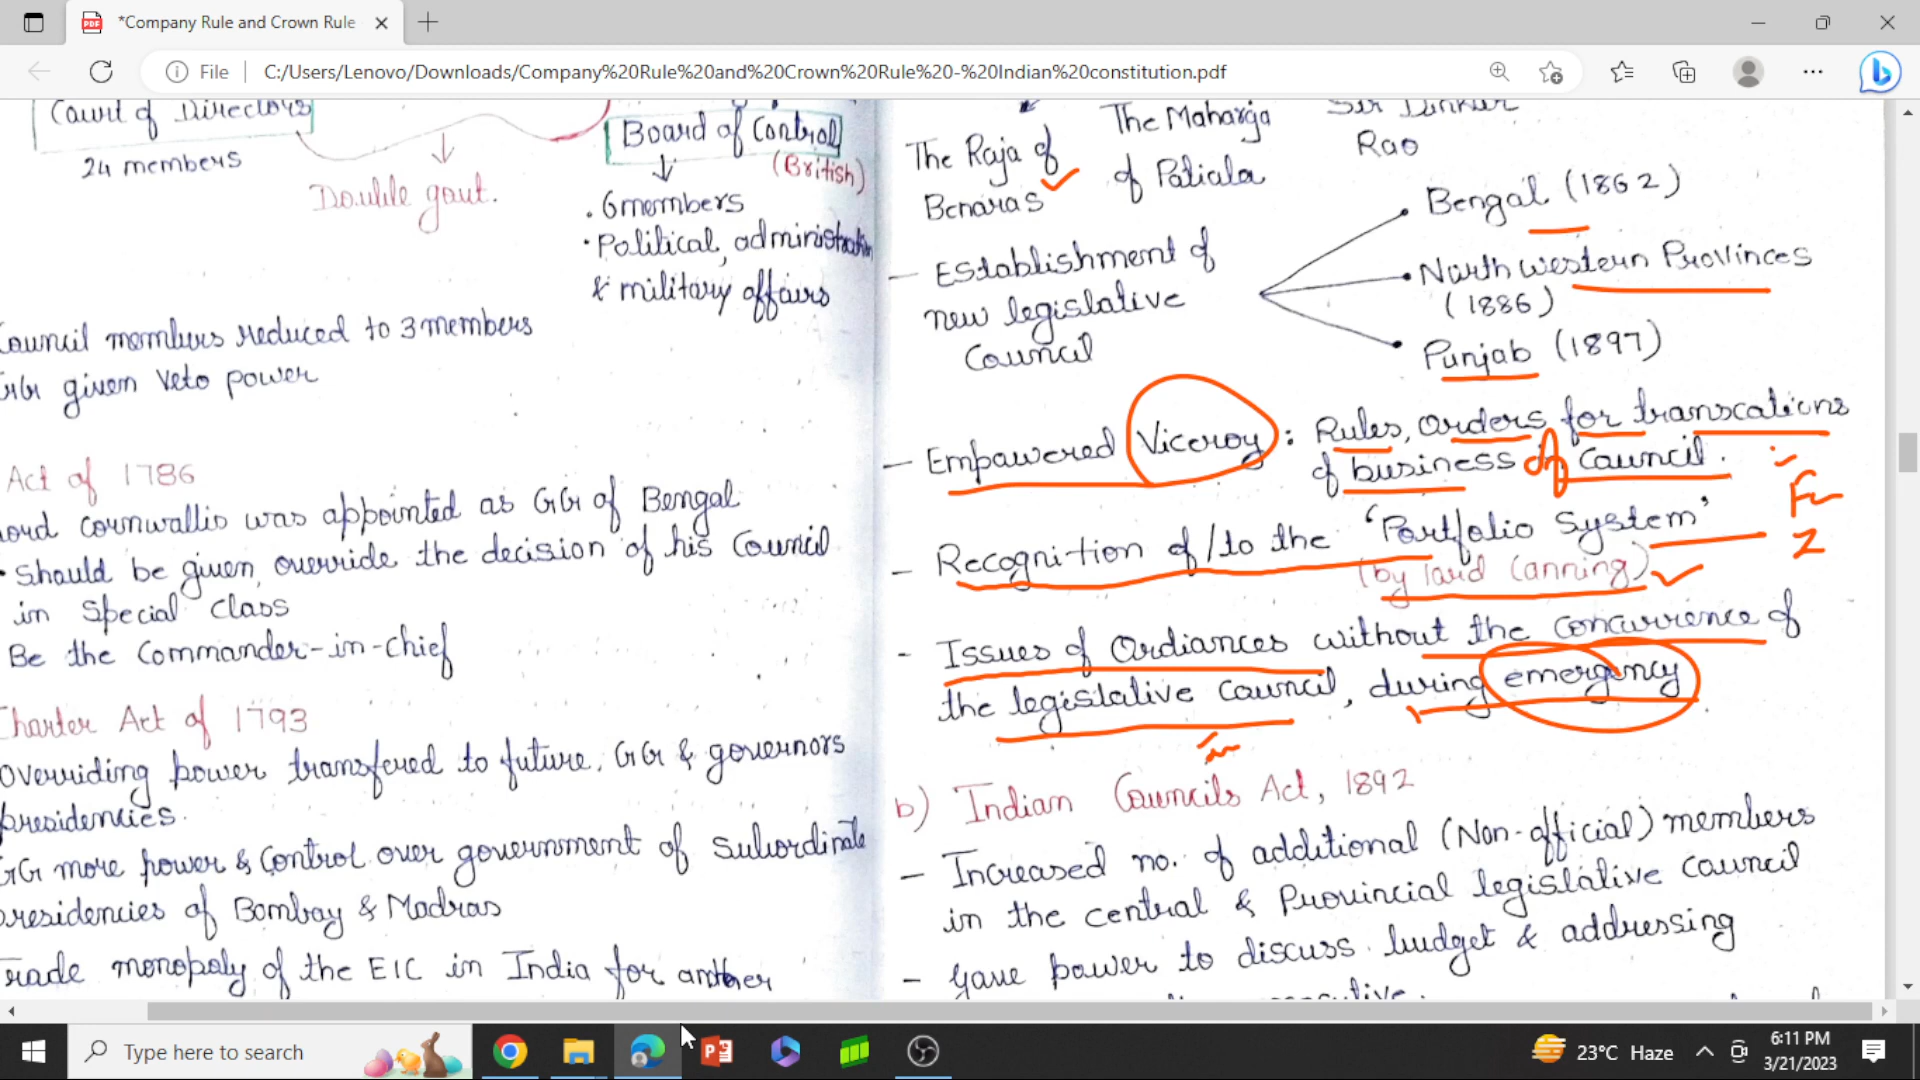 *Company Rule and Crown Rule
File
C:/Users/Lenovo/Downloads/Company%20Rule%20and%20Crown%20Rule%20-%20Indian%20constitution.pdf
Court of Directors
24 members
Double govt.
Board of Control
(British)
. 6 members
· Political, administration
& military affairs
Council members reduced to 3 members
GG given Veto power
Act of 1786
Lord Cornwallis was appointed as GG of Bengal
• Should be given, override the decision of his Council
in Special Class
Be the Commander-in-chief
Charter Act of 1793
Overriding power transfered to future, GG & governors
presidencies.
GG more power & Control over government of Subordinate
presidencies of Bombay & Madras
Trade monopoly of the EIC in India for another
The Raja of
Benaras
The Maharja
of Patiala
Sir Dinkar
Rao
- Establishment of
new legislative
Council
Bengal (1862)
North western Provinces
(1886)
Punjab (1897)
- Empowered Viceroy : Rules, orders for transcations
of business of Council.
- Recognition of/to the 'Portfolio System'
(by lord Canning)
- Issues of Ordiances without the concurrence of
the legislative Council, during emergency
b) Indian Councils Act, 1892
- Increased no. of additional (Non-official) members
in the central & Provincial legislative council
- Gave power to discuss budget & addressing
Type here to search
23°C Haze
6:11 PM
3/21/2023